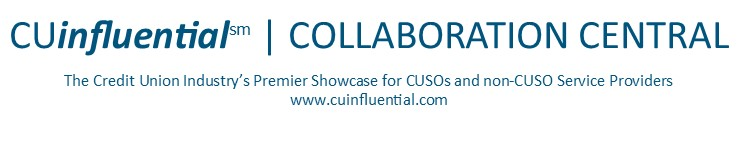 CUinfluential℠ | COLLABORATION CENTRAL
The Credit Union Industry's Premier Showcase for CUSOs and non-CUSO Service Providers
www.cuinfluential.com